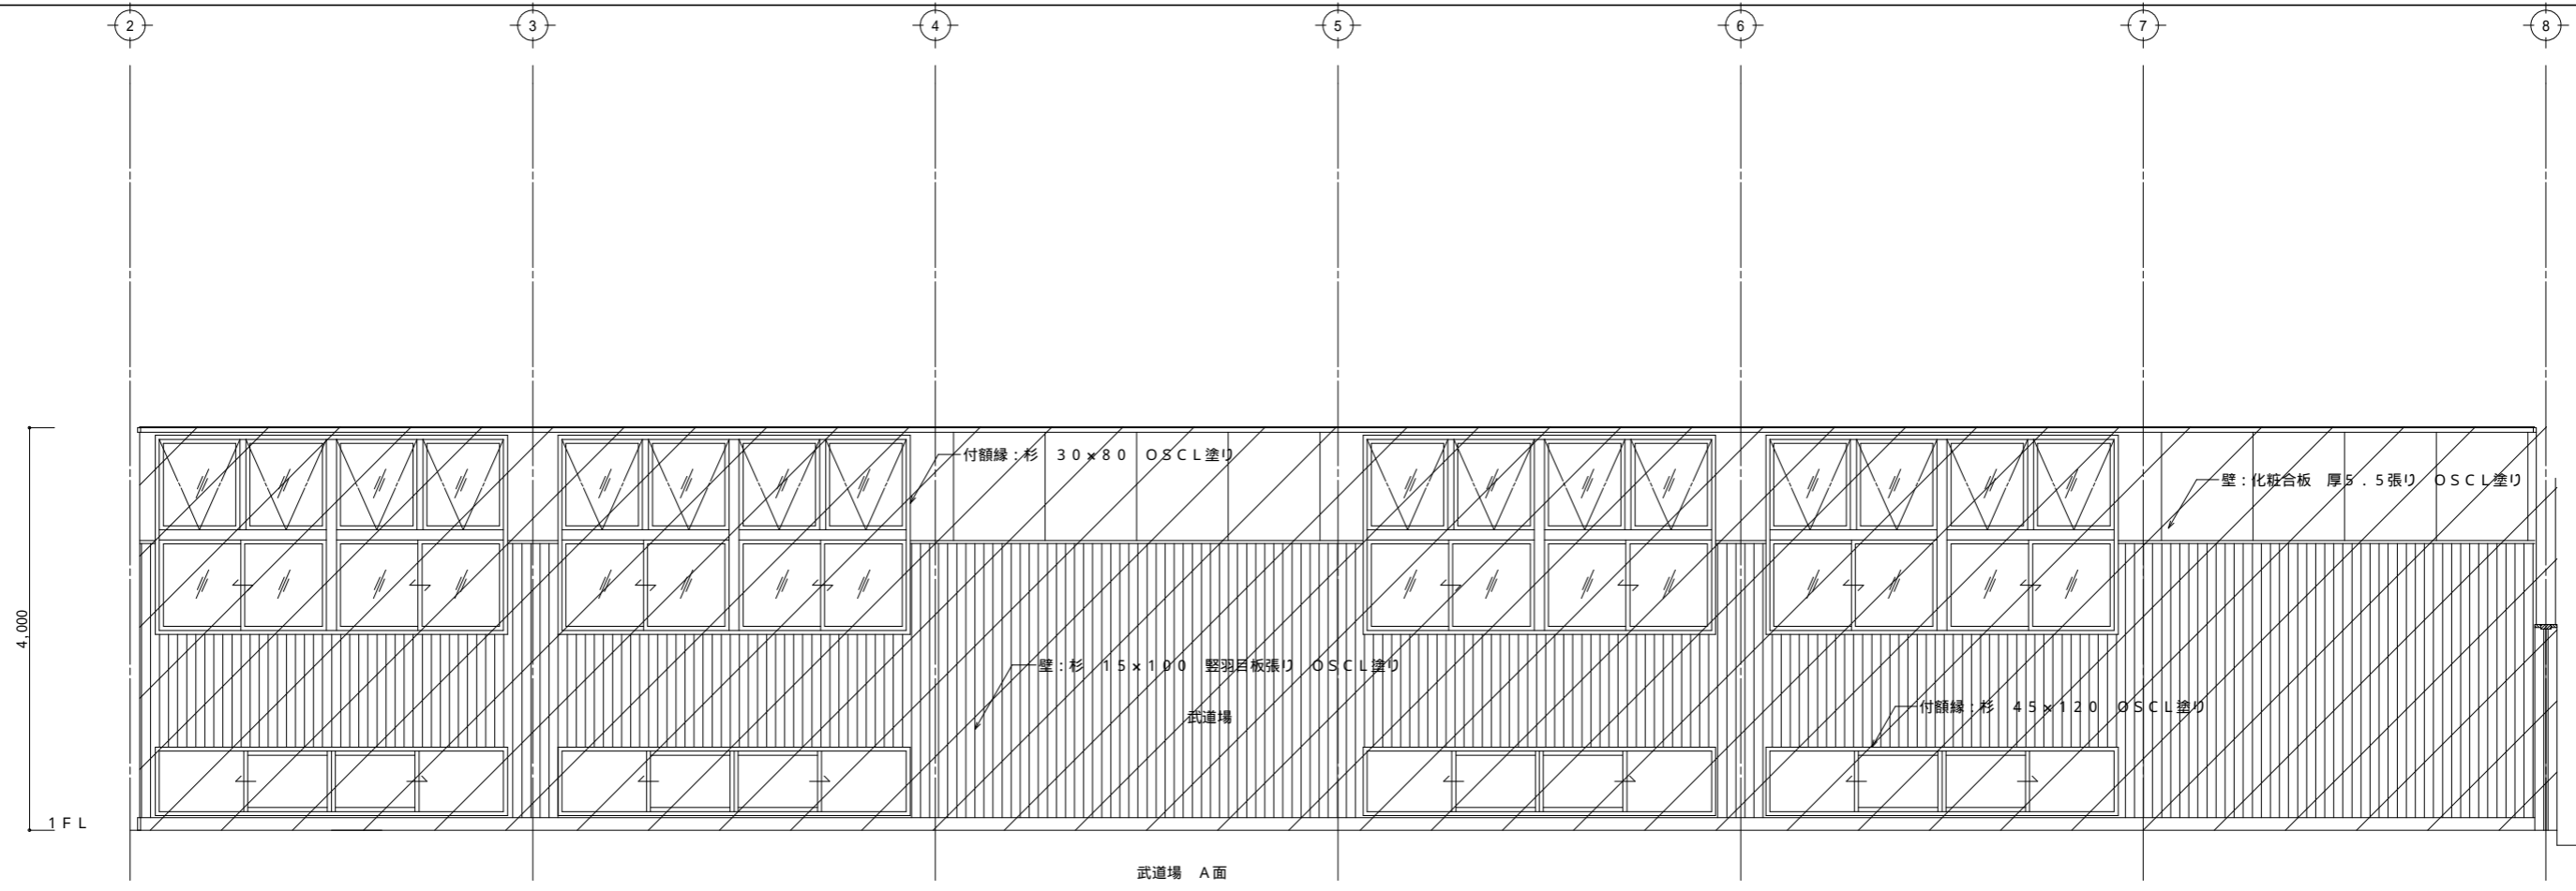 2 3 4 5 6 7 8
付額縁：杉　３０×８０　ＯＳＣＬ塗り
壁：化粧合板　厚５．５張り　ＯＳＣＬ塗り
4,000
壁：杉　１５×１００　竪羽目板張り　ＯＳＣＬ塗り
付額縁：杉　４５×１２０　ＯＳＣＬ塗り
武道場
１ＦＬ
武道場　Ａ面